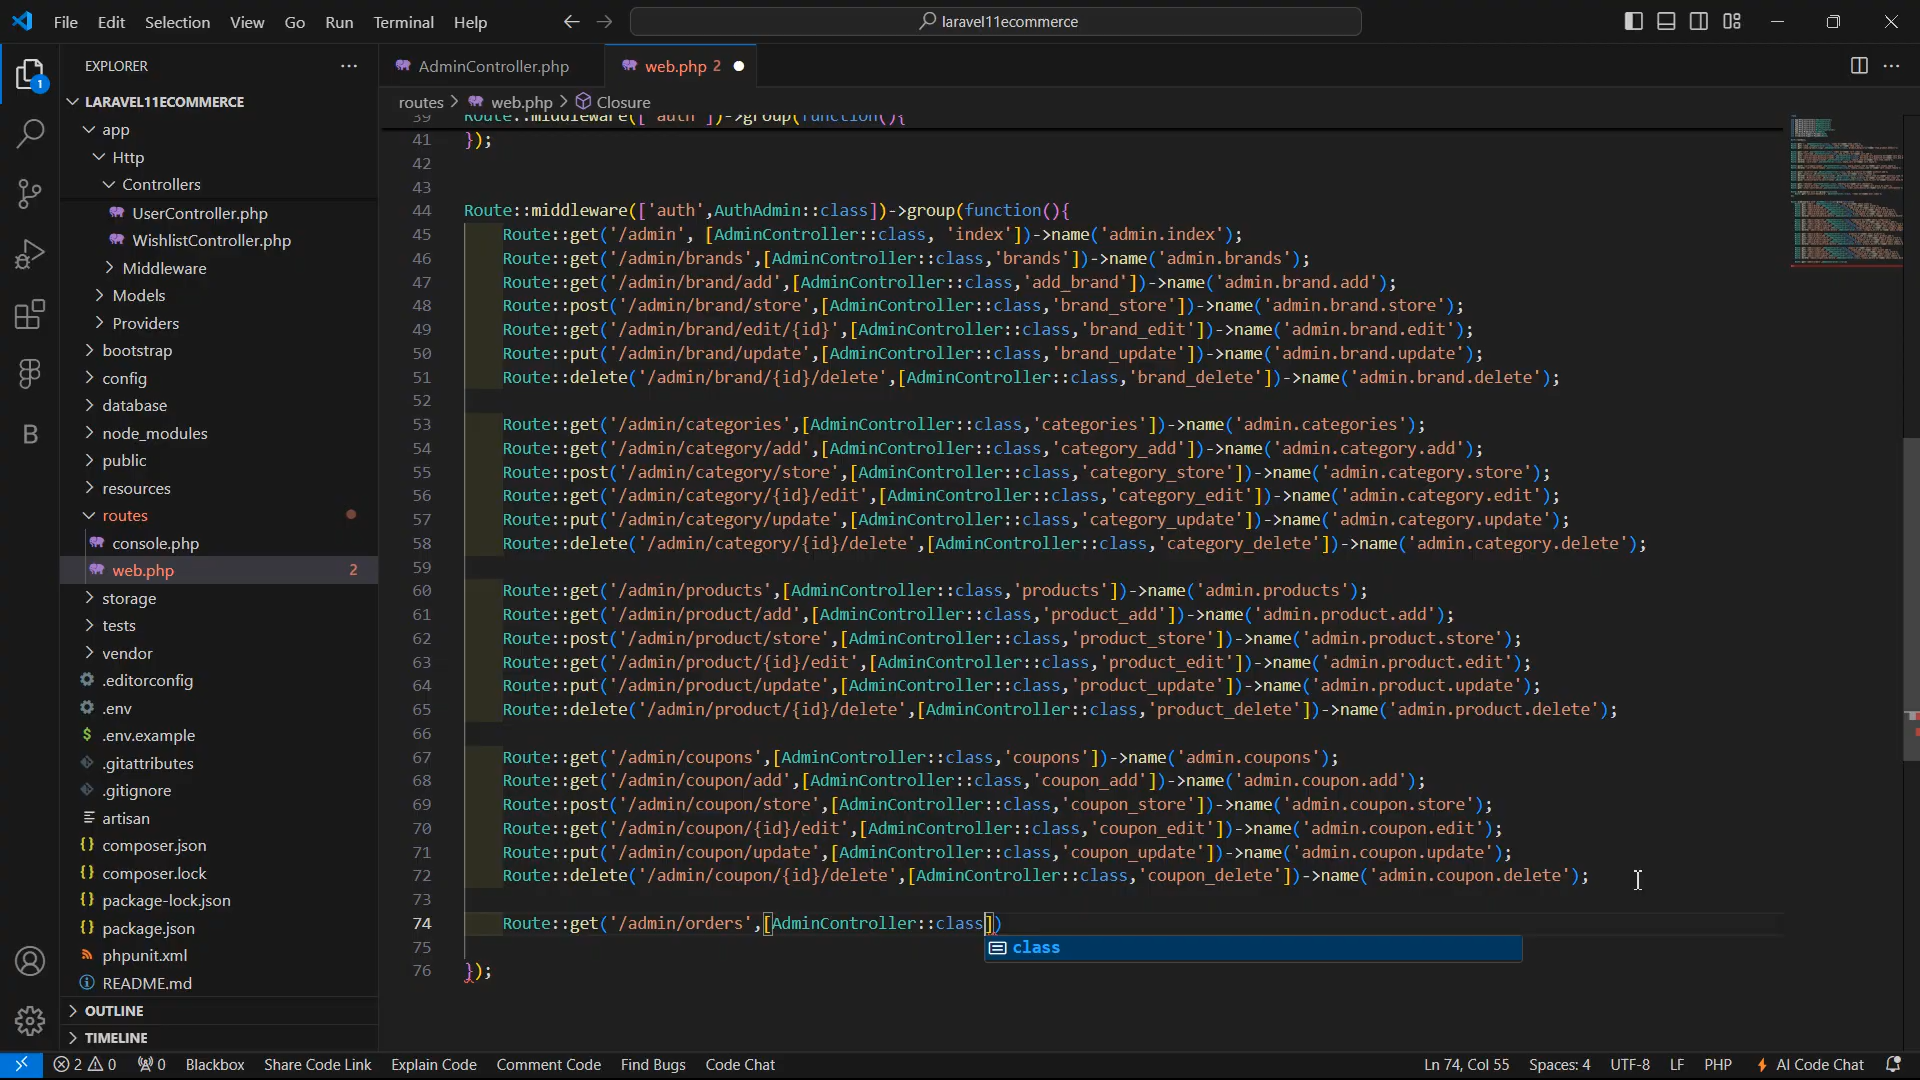 File Edit Selection View Go Run Terminal Help
laravel11ecommerce
EXPLORER
AdminController.php
web.php 2
1
LARAVEL11ECOMMERCE
app
Http
Controllers
UserController.php
WishlistController.php
Middleware
Models
Providers
bootstrap
config
database
node_modules
public
resources
routes
console.php
web.php 2
storage
tests
vendor
.editorconfig
.env
.env.example
.gitattributes
.gitignore
artisan
composer.json
composer.lock
package-lock.json
package.json
phpunit.xml
README.md
OUTLINE
TIMELINE
routes > web.php > Closure
39 Route::middleware(['auth'])->group(function(){
41 });
42
43
44 Route::middleware(['auth',AuthAdmin::class])->group(function(){
45 Route::get('/admin', [AdminController::class, 'index'])->name('admin.index');
46 Route::get('/admin/brands',[AdminController::class,'brands'])->name('admin.brands');
47 Route::get('/admin/brand/add',[AdminController::class,'add_brand'])->name('admin.brand.add');
48 Route::post('/admin/brand/store',[AdminController::class,'brand_store'])->name('admin.brand.store');
49 Route::get('/admin/brand/edit/{id}',[AdminController::class,'brand_edit'])->name('admin.brand.edit');
50 Route::put('/admin/brand/update',[AdminController::class,'brand_update'])->name('admin.brand.update');
51 Route::delete('/admin/brand/{id}/delete',[AdminController::class,'brand_delete'])->name('admin.brand.delete');
52
53 Route::get('/admin/categories',[AdminController::class,'categories'])->name('admin.categories');
54 Route::get('/admin/category/add',[AdminController::class,'category_add'])->name('admin.category.add');
55 Route::post('/admin/category/store',[AdminController::class,'category_store'])->name('admin.category.store');
56 Route::get('/admin/category/{id}/edit',[AdminController::class,'category_edit'])->name('admin.category.edit');
57 Route::put('/admin/category/update',[AdminController::class,'category_update'])->name('admin.category.update');
58 Route::delete('/admin/category/{id}/delete',[AdminController::class,'category_delete'])->name('admin.category.delete');
59
60 Route::get('/admin/products',[AdminController::class,'products'])->name('admin.products');
61 Route::get('/admin/product/add',[AdminController::class,'product_add'])->name('admin.product.add');
62 Route::post('/admin/product/store',[AdminController::class,'product_store'])->name('admin.product.store');
63 Route::get('/admin/product/{id}/edit',[AdminController::class,'product_edit'])->name('admin.product.edit');
64 Route::put('/admin/product/update',[AdminController::class,'product_update'])->name('admin.product.update');
65 Route::delete('/admin/product/{id}/delete',[AdminController::class,'product_delete'])->name('admin.product.delete');
66
67 Route::get('/admin/coupons',[AdminController::class,'coupons'])->name('admin.coupons');
68 Route::get('/admin/coupon/add',[AdminController::class,'coupon_add'])->name('admin.coupon.add');
69 Route::post('/admin/coupon/store',[AdminController::class,'coupon_store'])->name('admin.coupon.store');
70 Route::get('/admin/coupon/{id}/edit',[AdminController::class,'coupon_edit'])->name('admin.coupon.edit');
71 Route::put('/admin/coupon/update',[AdminController::class,'coupon_update'])->name('admin.coupon.update');
72 Route::delete('/admin/coupon/{id}/delete',[AdminController::class,'coupon_delete'])->name('admin.coupon.delete');
73
74 Route::get('/admin/orders',[AdminController::class])
class
75
76 });
2 0 0 Blackbox Share Code Link Explain Code Comment Code Find Bugs Code Chat Ln 74, Col 55 Spaces: 4 UTF-8 LF PHP AI Code Chat